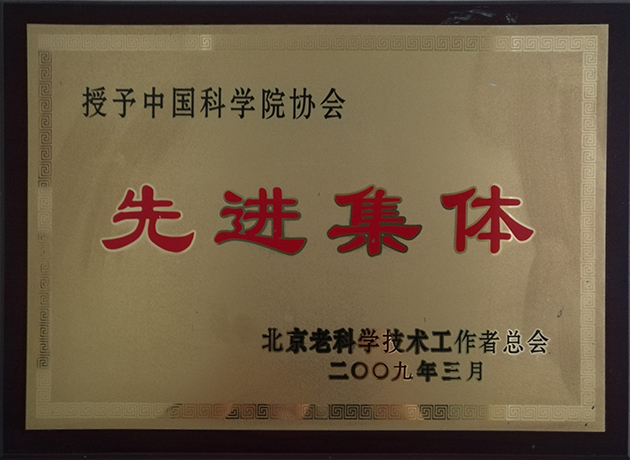 授予中国科学院协会
先进集体
北京老科学技术工作者总会
二〇〇九年三月